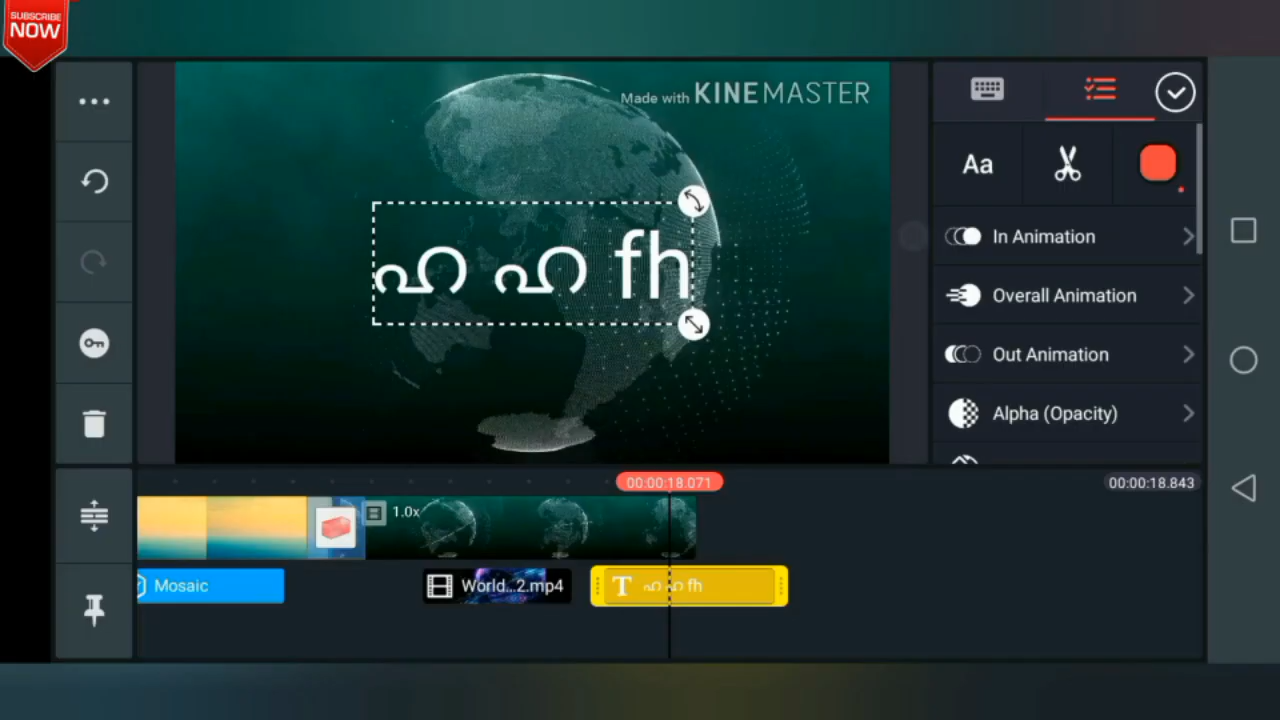 SUBSCRIBE
NOW
Made with KINEMASTER
ഹ ഹ fh
Aa
In Animation
Overall Animation
Out Animation
Alpha (Opacity)
00:00:18.071
00:00:18.843
1.0x
Mosaic
World...2.mp4
T ഹ ഹ fh